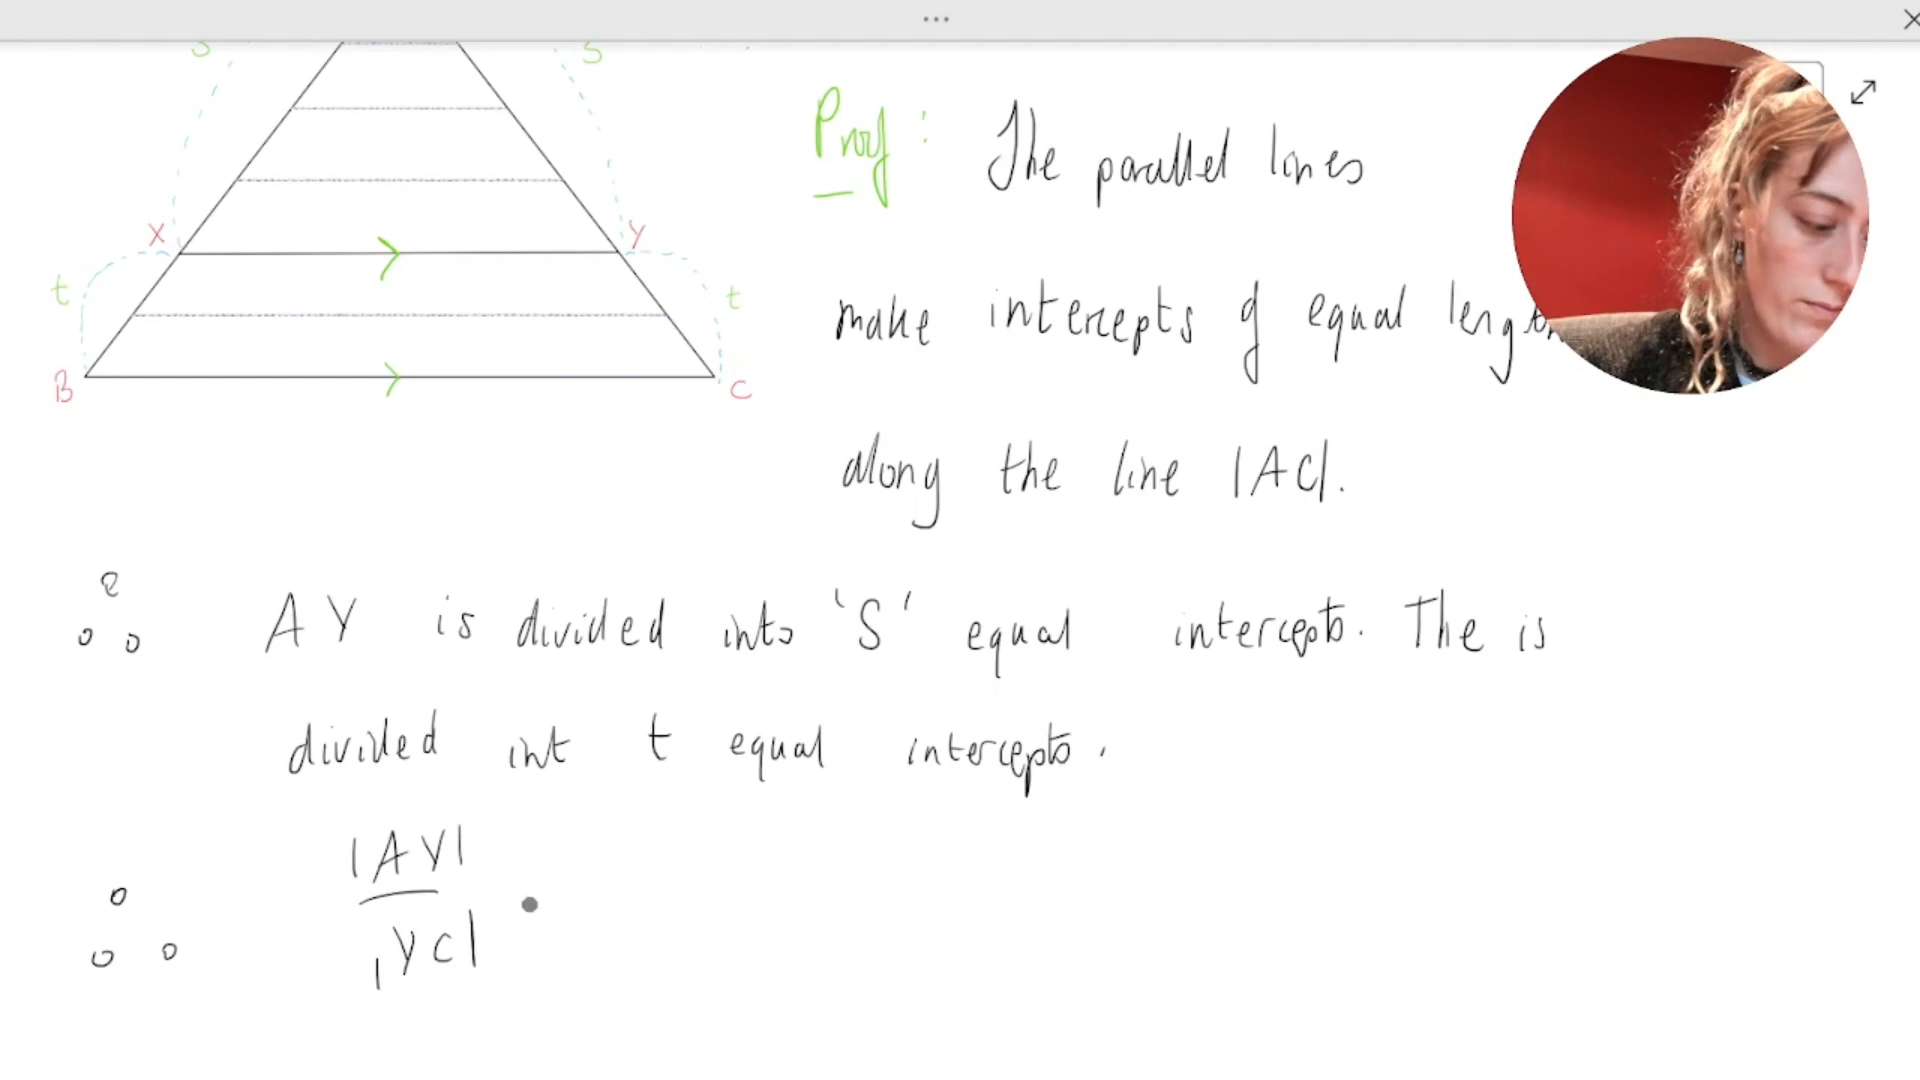 S S
Proof : The parallel lines
X Y
t t
make intercepts of equal length
B C
along the line |AC|.
∴ AY is divided into 'S' equal intercepts. The is
divided int t equal intercepts.
∴ |AY|
|YC|